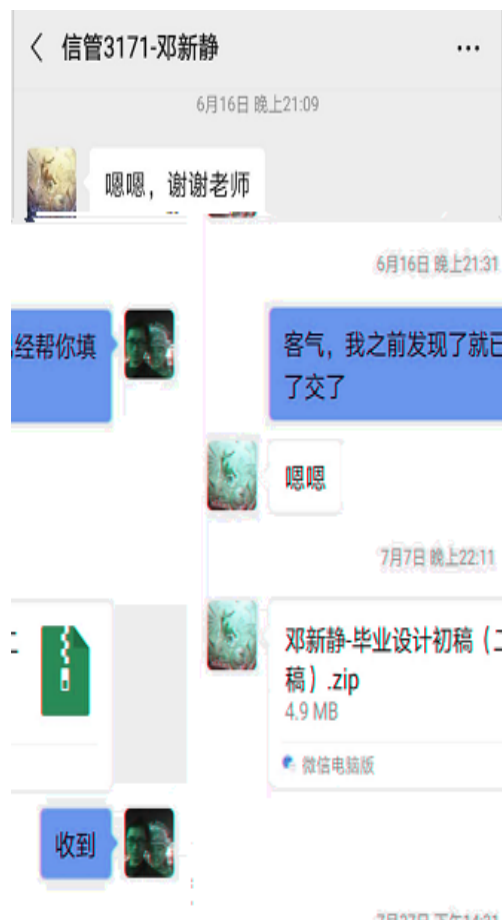 信管3171-邓新静
6月16日 晚上21:09
嗯嗯，谢谢老师
6月16日 晚上21:31
经帮你填
客气，我之前发现了就已
了交了
嗯嗯
7月7日 晚上22:11
邓新静-毕业设计初稿（二
稿）.zip
4.9 MB
微信电脑版
收到